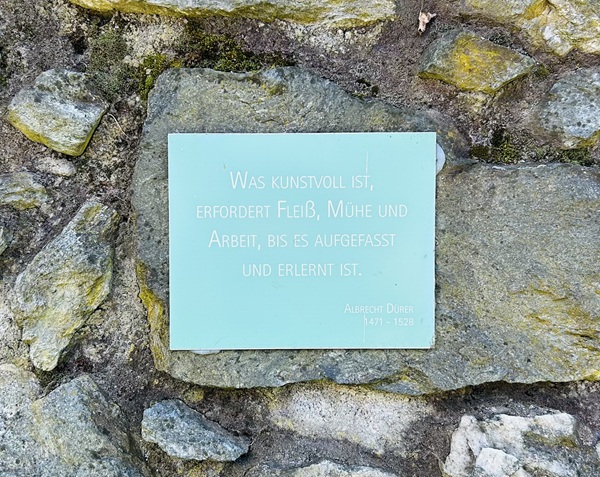 Was kunstvoll ist,
erfordert Fleiß, Mühe und
Arbeit, bis es aufgefasst
und erlernt ist.
Albrecht Dürer
1471 - 1528